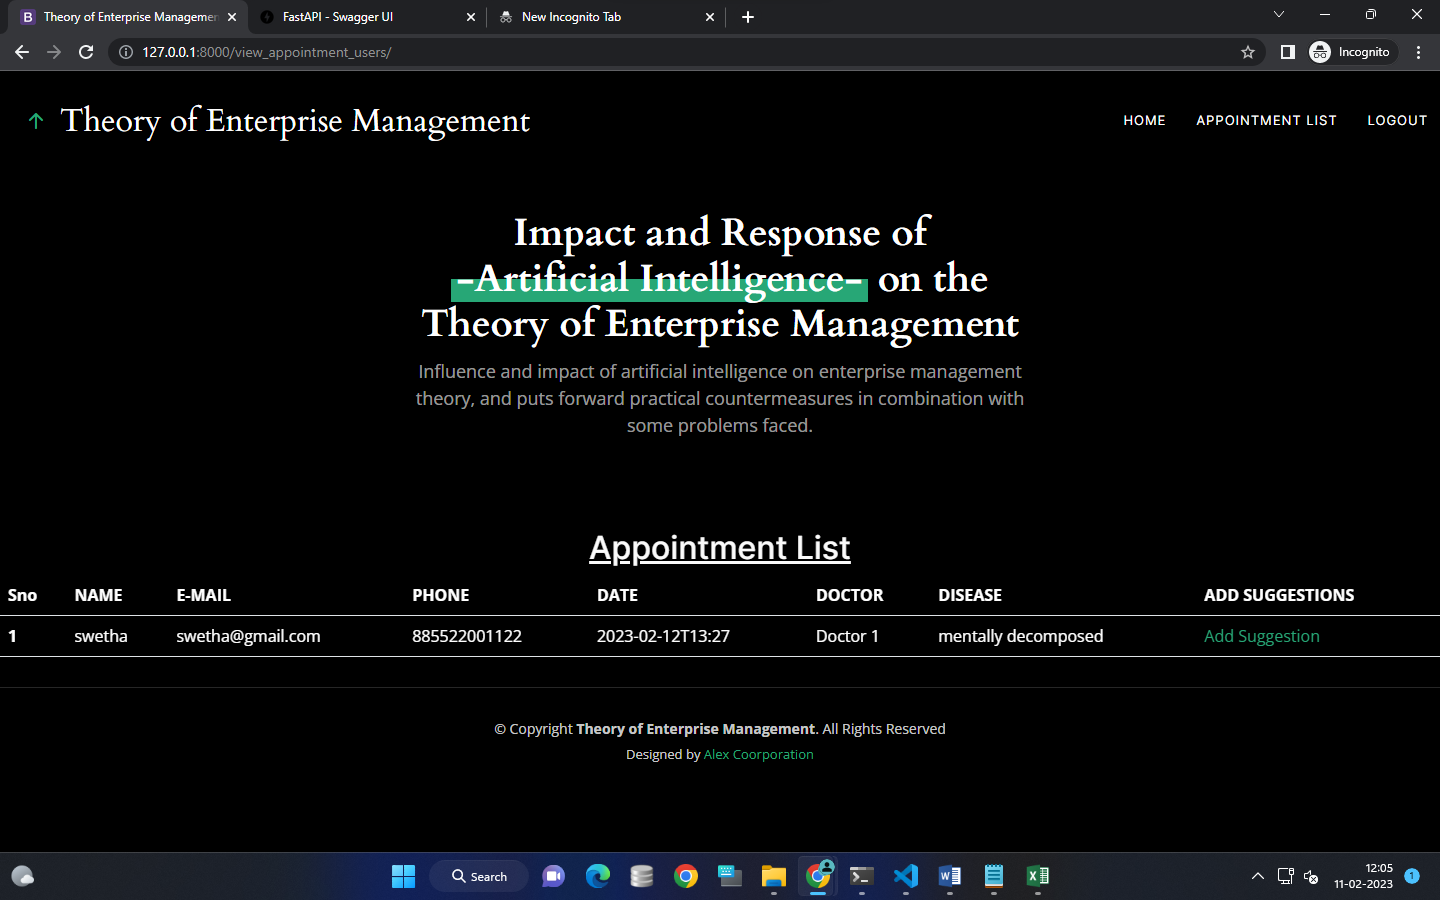 Theory of Enterprise Managemen
FastAPI - Swagger UI
New Incognito Tab
127.0.0.1:8000/view_appointment_users/
Incognito
Theory of Enterprise Management
HOME
APPOINTMENT LIST
LOGOUT
Impact and Response of
-Artificial Intelligence- on the
Theory of Enterprise Management
Influence and impact of artificial intelligence on enterprise management
theory, and puts forward practical countermeasures in combination with
some problems faced.
Appointment List
Sno NAME E-MAIL PHONE DATE DOCTOR DISEASE ADD SUGGESTIONS
1 swetha swetha@gmail.com 885522001122 2023-02-12T13:27 Doctor 1 mentally decomposed Add Suggestion
© Copyright Theory of Enterprise Management. All Rights Reserved
Designed by Alex Coorporation
Search
12:05
11-02-2023
1